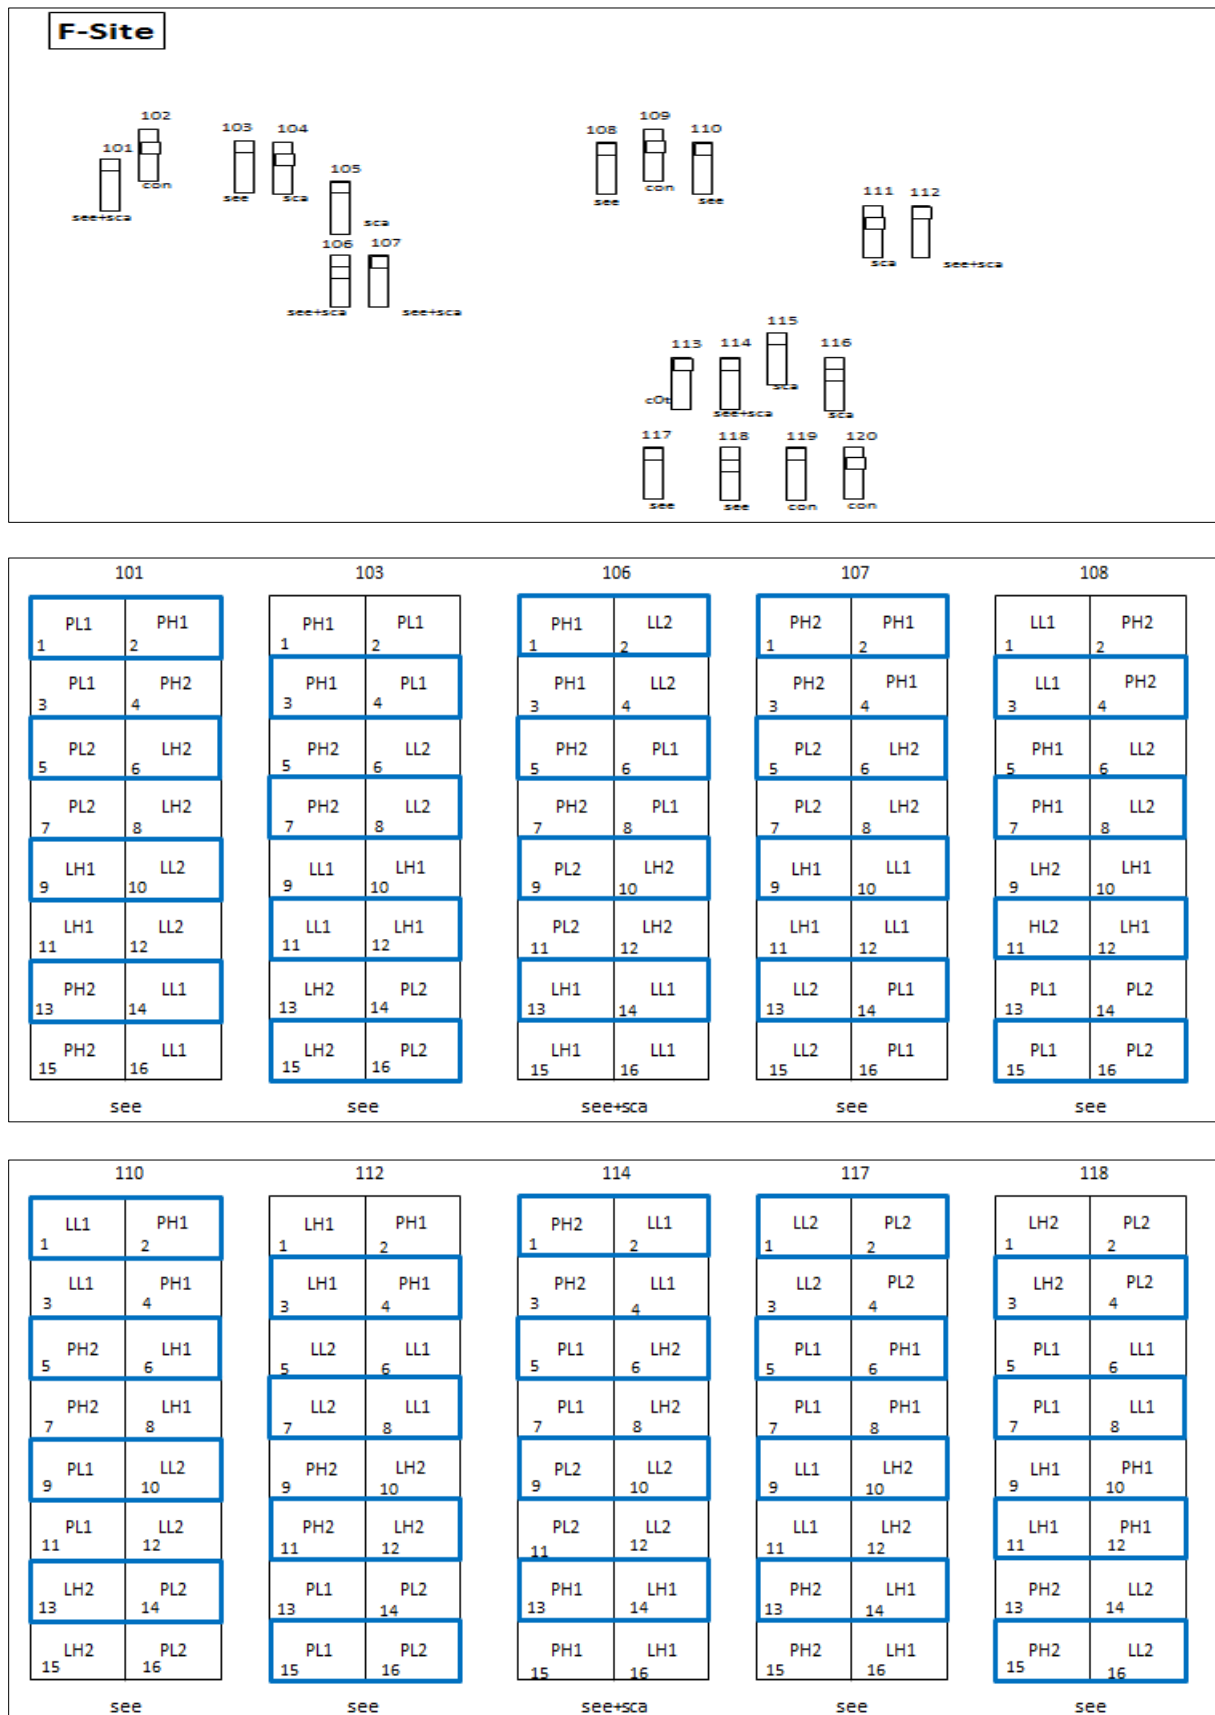 F-Site
102
109
103 104
108 110
101
105
con
con
see sca
see see
111 112
see+sca
sca
106 107
sca see+sca
see+sca see+sca
115
113 114 116
c0t
sca
see+sca sca
117 118 119 120
see see con con
101 103 106 107 108
PL1 PH1 PH1 PL1 PH1 LL2 PH2 PH1 LL1 PH2
1 2 1 2 1 2 1 2 1 2
PL1 PH2 PH1 PL1 PH1 LL2 PH2 PH1 LL1 PH2
3 4 3 4 3 4 3 4 3 4
PL2 LH2 PH2 LL2 PH2 PL1 PL2 LH2 PH1 LL2
5 6 5 6 5 6 5 6 5 6
PL2 LH2 PH2 LL2 PH2 PL1 PL2 LH2 PH1 LL2
7 8 7 8 7 8 7 8 7 8
LH1 LL2 LL1 LH1 PL2 LH2 LH1 LL1 LH2 LH1
9 10 9 10 9 10 9 10 9 10
LH1 LL2 LL1 LH1 PL2 LH2 LH1 LL1 HL2 LH1
11 12 11 12 11 12 11 12 11 12
PH2 LL1 LH2 PL2 LH1 LL1 LL2 PL1 PL1 PL2
13 14 13 14 13 14 13 14 13 14
PH2 LL1 LH2 PL2 LH1 LL1 LL2 PL1 PL1 PL2
15 16 15 16 15 16 15 16 15 16
see see see+sca see see
110 112 114 117 118
LL1 PH1 LH1 PH1 PH2 LL1 LL2 PL2 LH2 PL2
1 2 1 2 1 2 1 2 1 2
LL1 PH1 LH1 PH1 PH2 LL1 LL2 PL2 LH2 PL2
3 4 3 4 3 4 3 4 3 4
PH2 LH1 LL2 LL1 PL1 LH2 PL1 PH1 PL1 LL1
5 6 5 6 5 6 5 6 5 6
PH2 LH1 LL2 LL1 PL1 LH2 PL1 PH1 PL1 LL1
7 8 7 8 7 8 7 8 7 8
PL1 LL2 PH2 LH2 PL2 LL2 LL1 LH2 LH1 PH1
9 10 9 10 9 10 9 10 9 10
PL1 LL2 PH2 LH2 PL2 LL2 LL1 LH2 LH1 PH1
11 12 11 12 11 12 11 12 11 12
LH2 PL2 PL1 PL2 PH1 LH1 PH2 LH1 PH2 LL2
13 14 13 14 13 14 13 14 13 14
LH2 PL2 PL1 PL2 PH1 LH1 PH2 LH1 PH2 LL2
15 16 15 16 15 16 15 16 15 16
see see see+sca see see